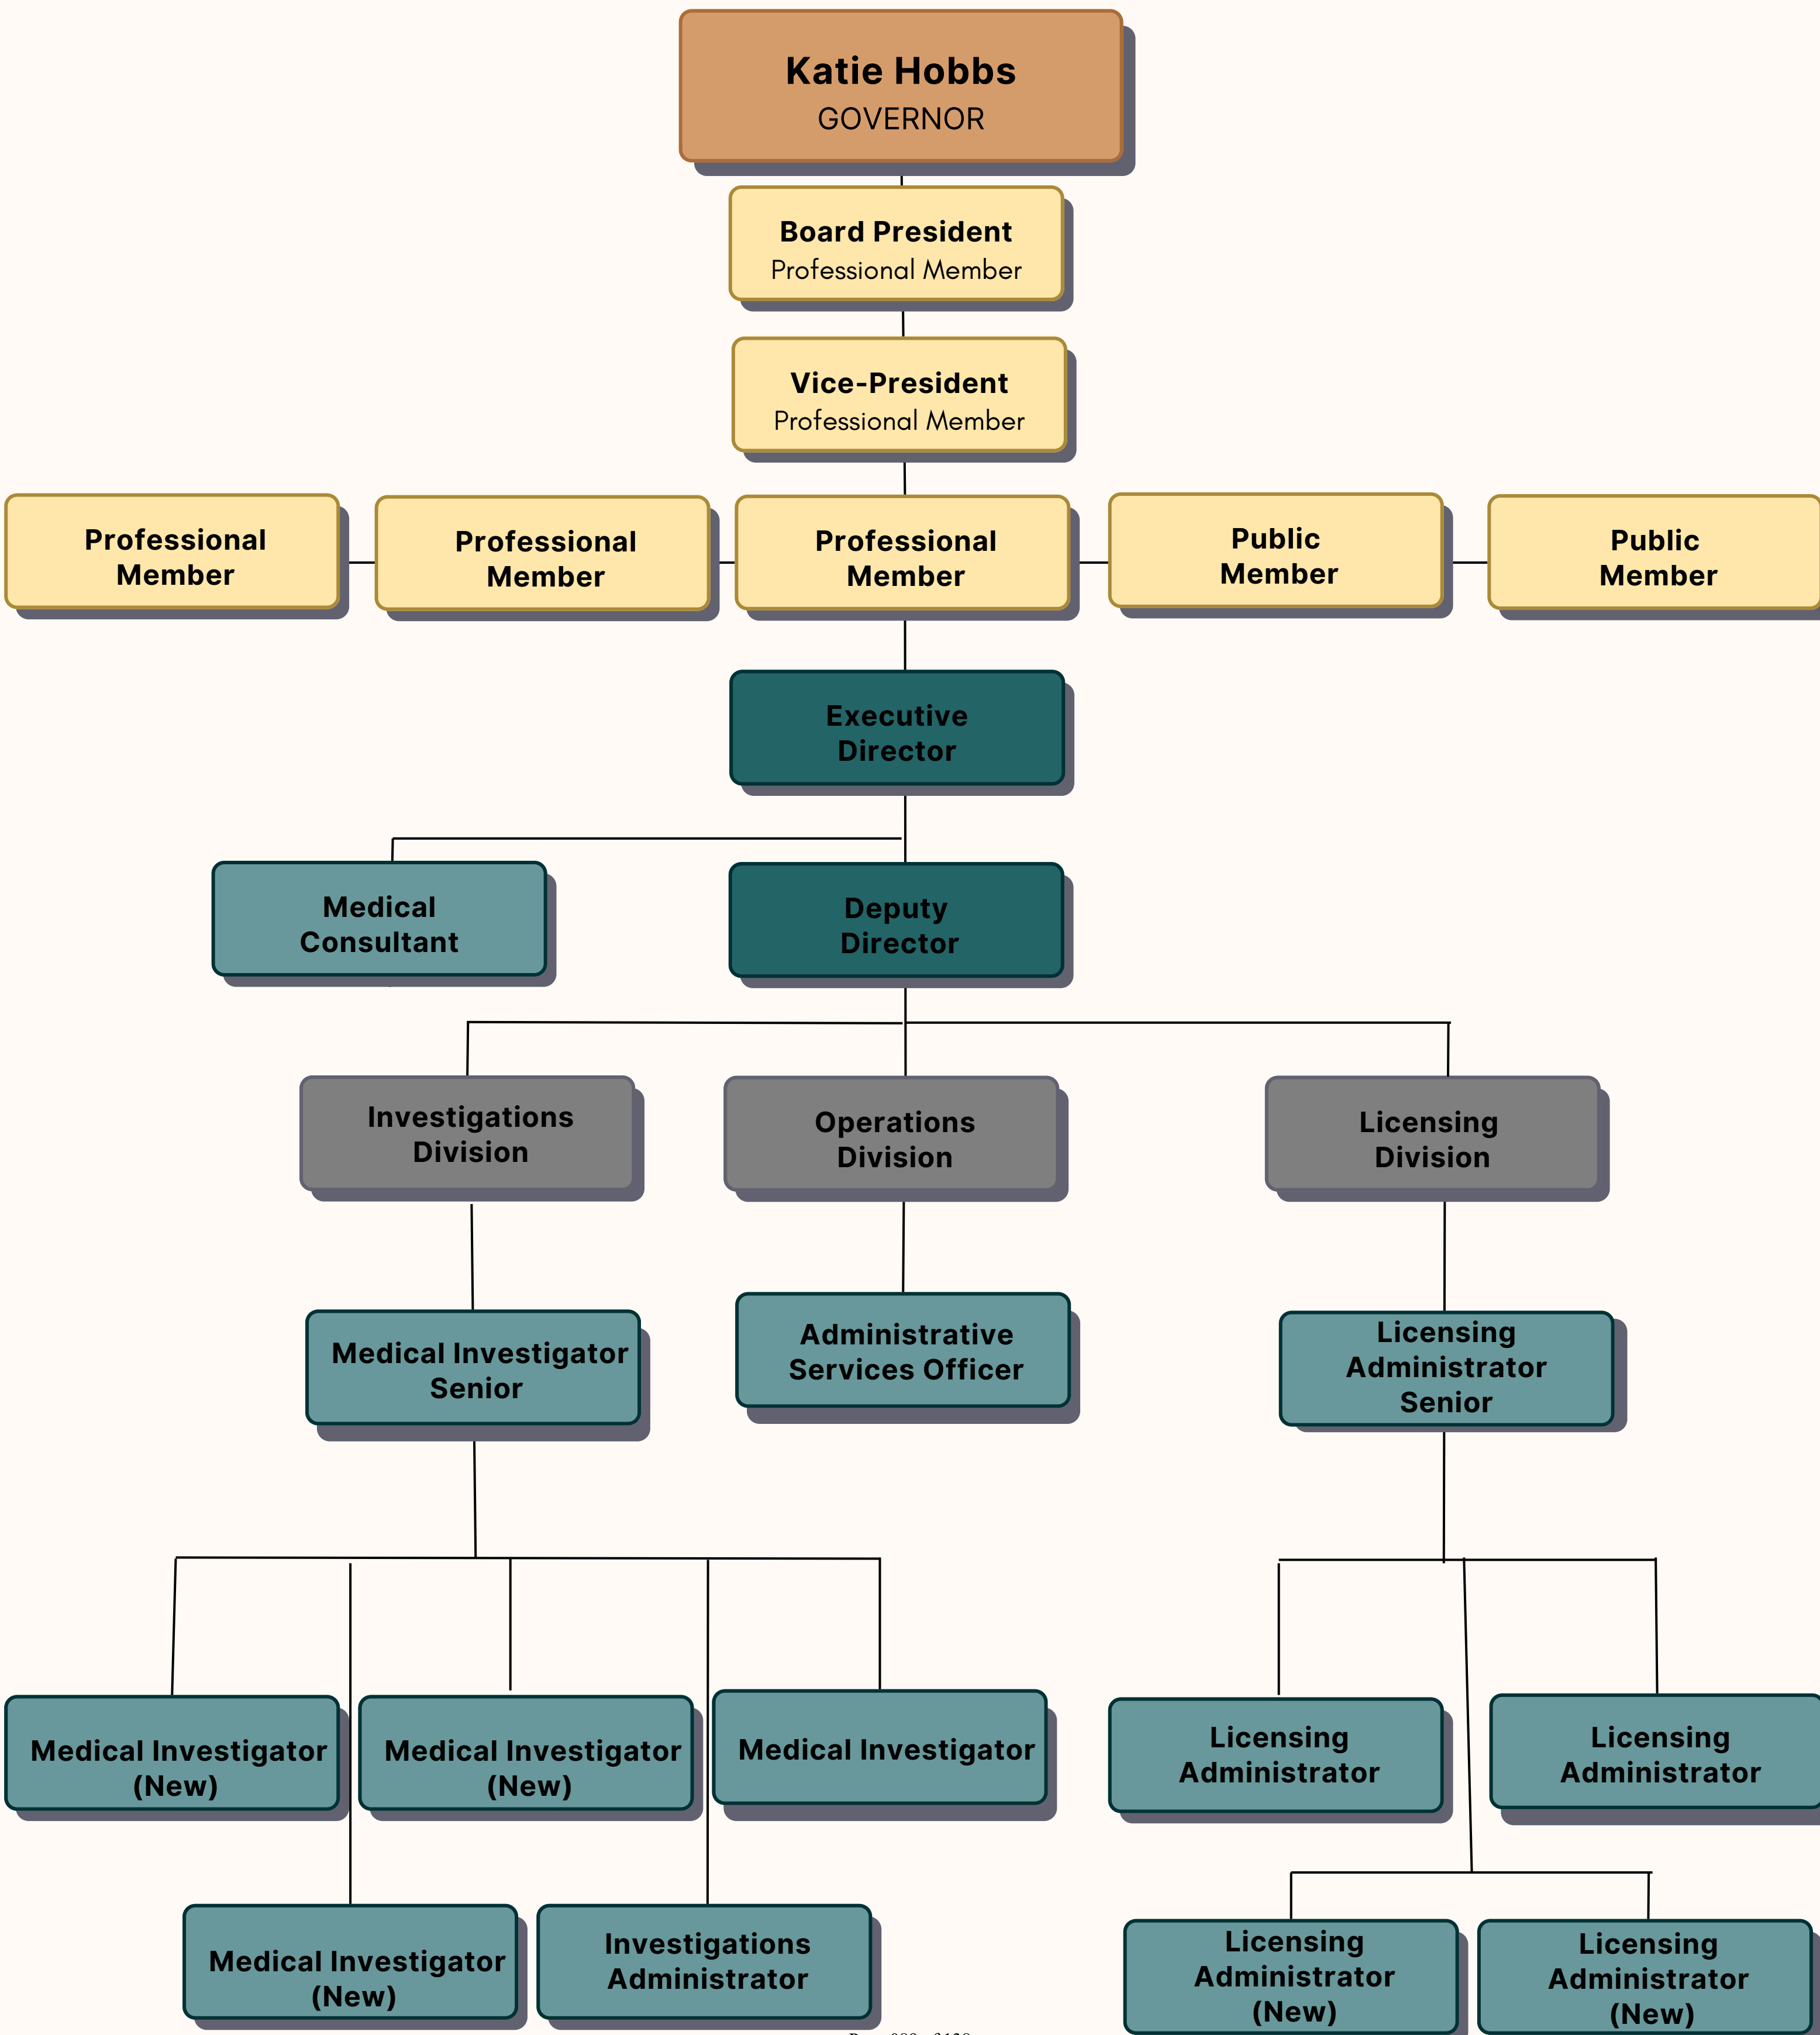 Katie Hobbs
GOVERNOR
Board President
Professional Member
Vice-President
Professional Member
Professional
Member
Professional
Member
Professional
Member
Public
Member
Public
Member
Executive
Director
Medical
Consultant
Deputy
Director
Investigations
Division
Operations
Division
Licensing
Division
Medical Investigator
Senior
Administrative
Services Officer
Licensing
Administrator
Senior
Medical Investigator
(New)
Medical Investigator
(New)
Medical Investigator
Licensing
Administrator
Licensing
Administrator
Medical Investigator
(New)
Investigations
Administrator
Licensing
Administrator
(New)
Licensing
Administrator
(New)